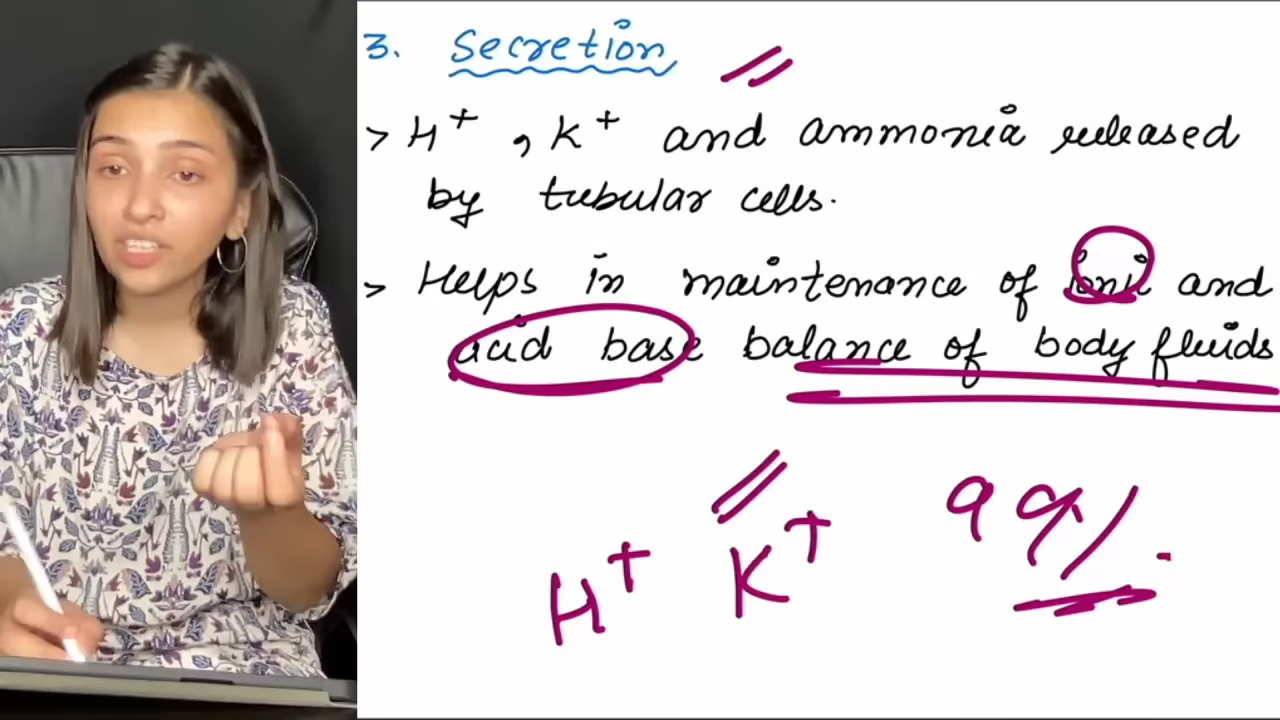 3. Secretion
> H+ , K+ and ammonia released
by tubular cells.
> Helps in maintenance of ionic and
acid base balance of body fluids
H+ K+ 99%.